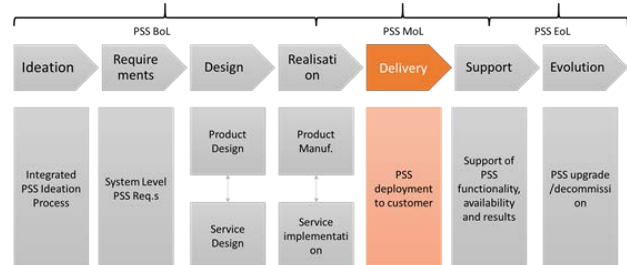 PSS BoL
PSS MoL
PSS EoL
Ideation
Require
ments
Design
Realisati
on
Delivery
Support
Evolution
Integrated
PSS Ideation
Process
System Level
PSS Req.s
Product
Design
Service
Design
Product
Manuf.
Service
implementati
on
PSS
deployment
to customer
Support of
PSS
functionality,
availability
and results
PSS upgrade
/decommissi
on